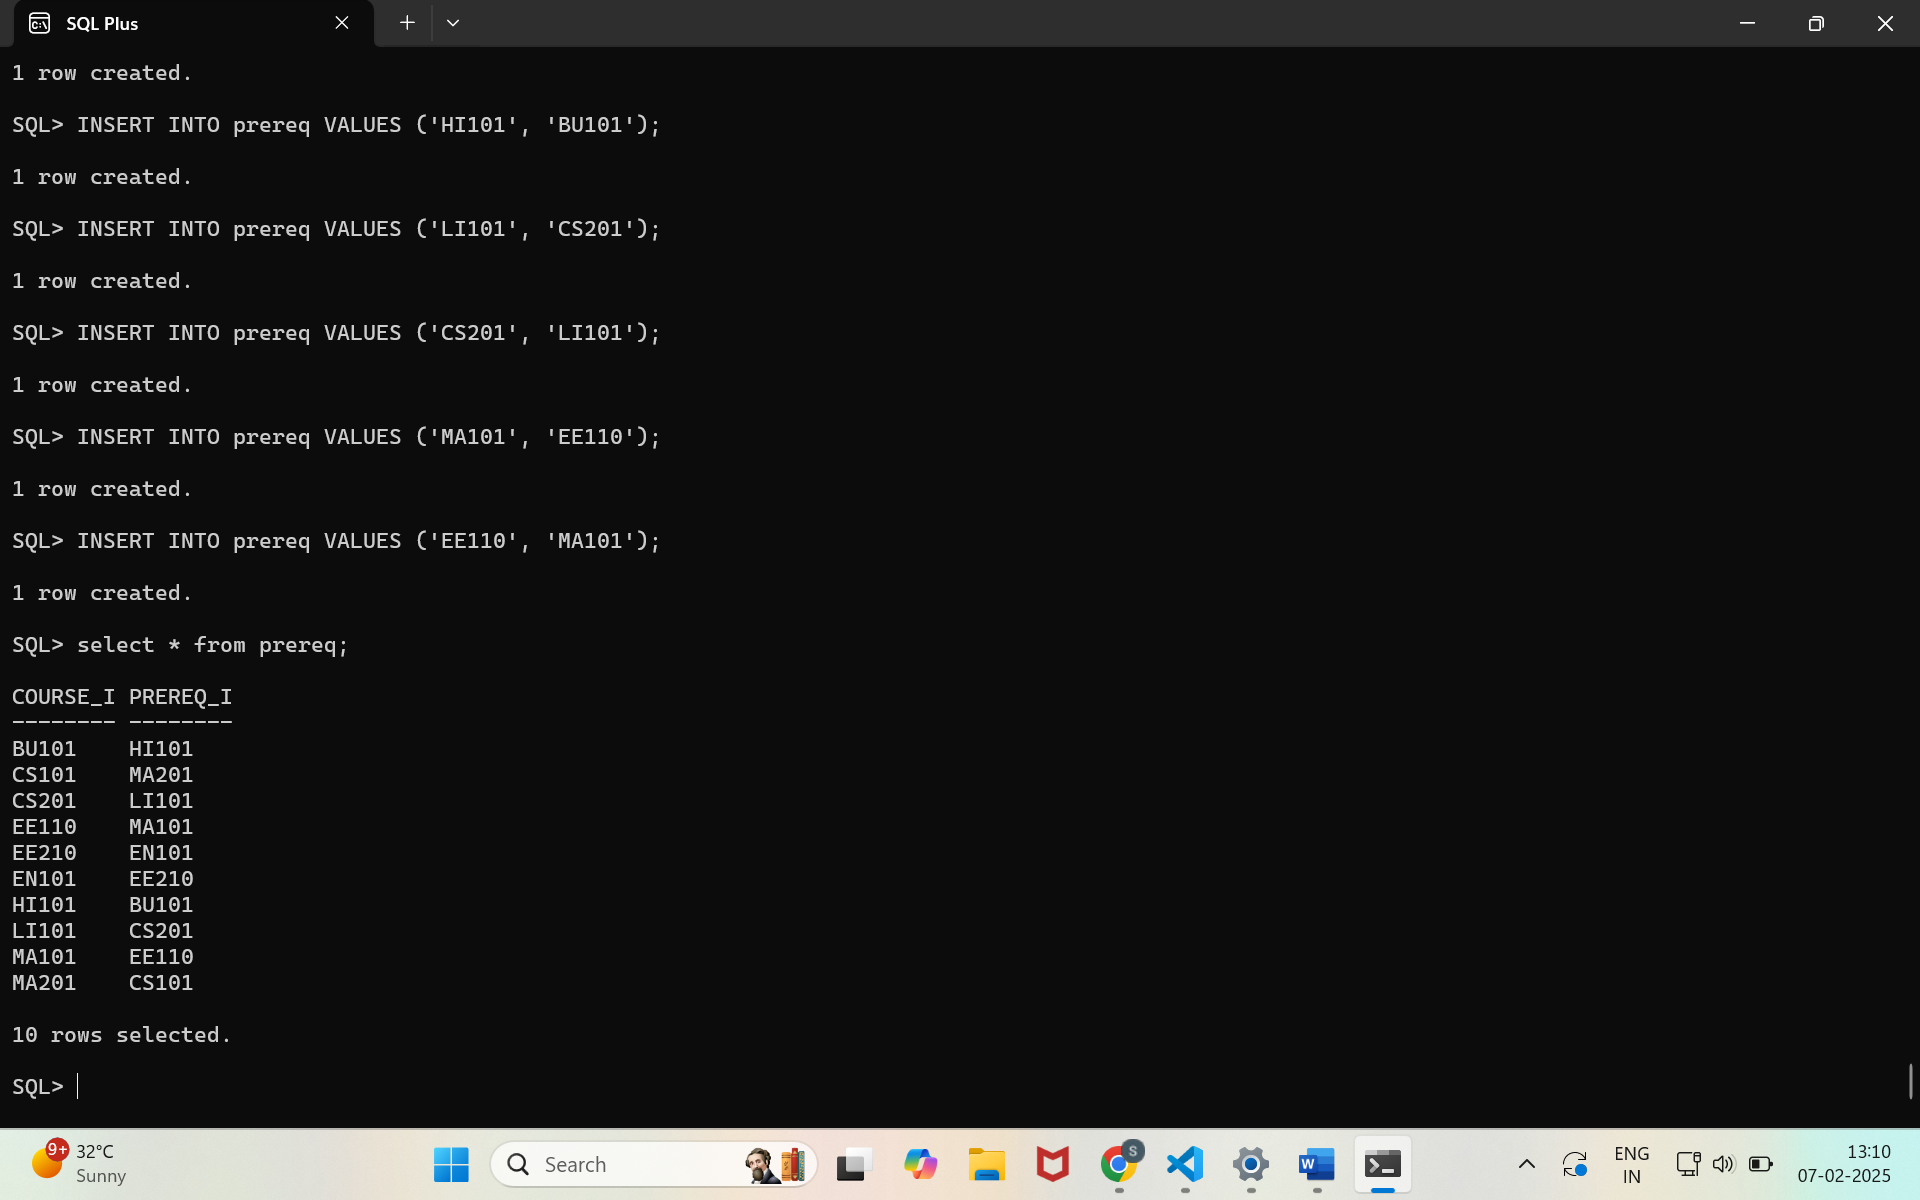 SQL Plus
1 row created.
SQL> INSERT INTO prereq VALUES ('HI101', 'BU101');
1 row created.
SQL> INSERT INTO prereq VALUES ('LI101', 'CS201');
1 row created.
SQL> INSERT INTO prereq VALUES ('CS201', 'LI101');
1 row created.
SQL> INSERT INTO prereq VALUES ('MA101', 'EE110');
1 row created.
SQL> INSERT INTO prereq VALUES ('EE110', 'MA101');
1 row created.
SQL> select * from prereq;
COURSE_I PREREQ_I
-------- --------
BU101    HI101
CS101    MA201
CS201    LI101
EE110    MA101
EE210    EN101
EN101    EE210
HI101    BU101
LI101    CS201
MA101    EE110
MA201    CS101
10 rows selected.
SQL>
9+
32°C
Sunny
Search
S
W
ENG
IN
13:10
07-02-2025